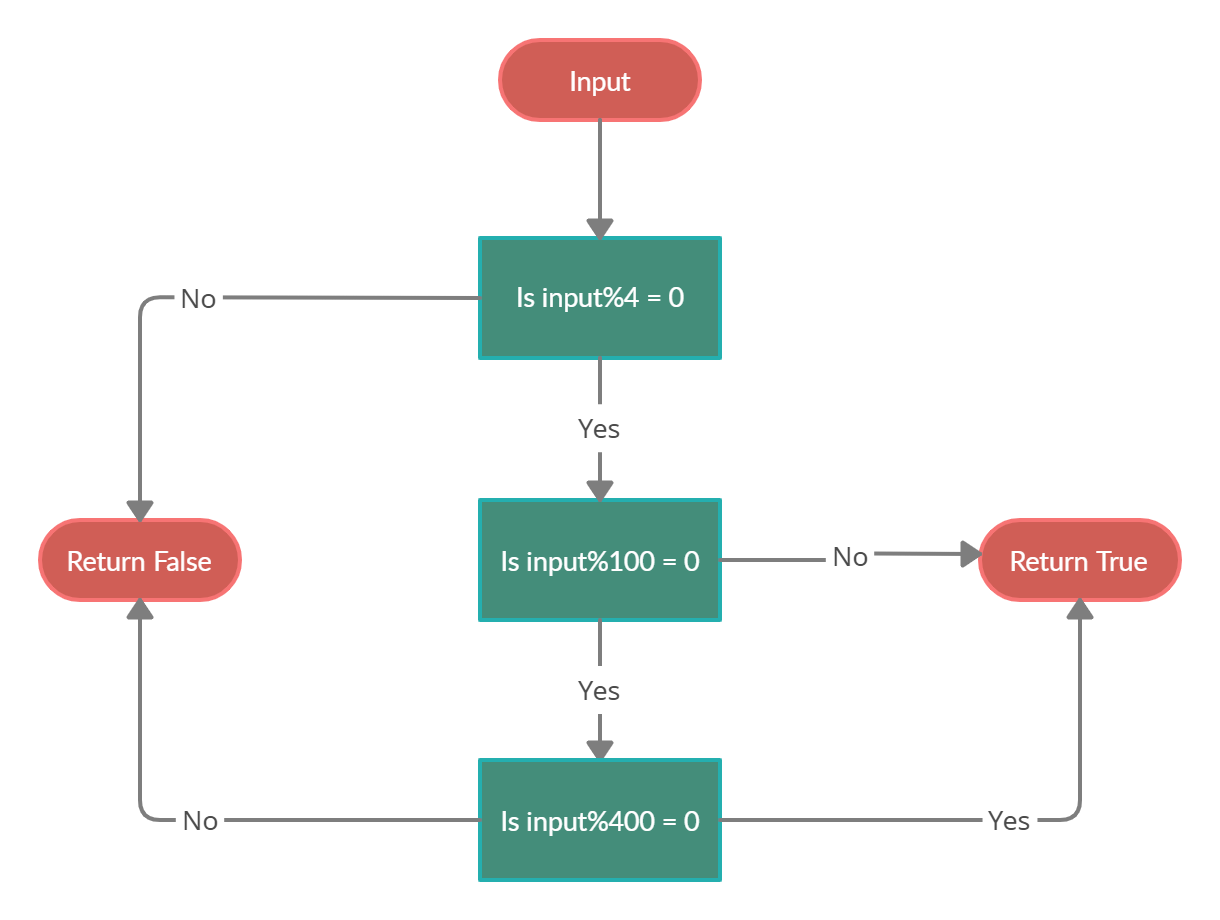 Input
Is input%4 = 0
No
Yes
Return False
Is input%100 = 0
No
Return True
Yes
Is input%400 = 0
No
Yes